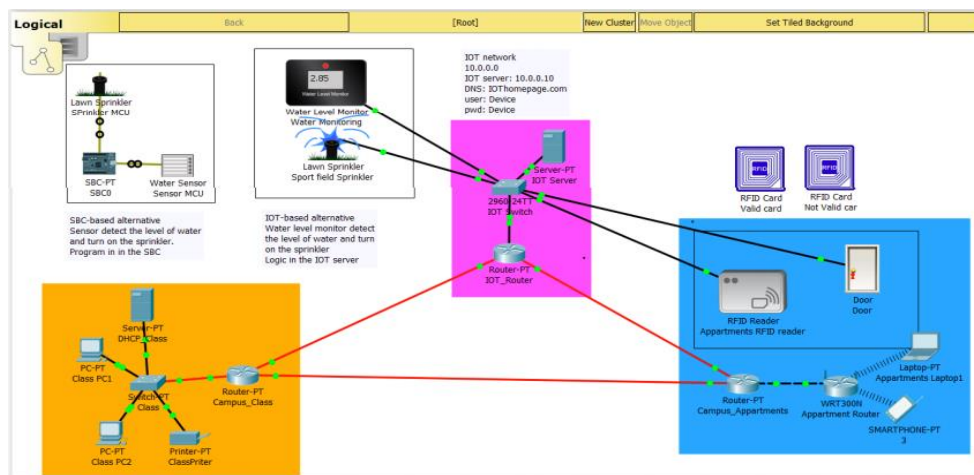 Logical
Back
[Root]
New Cluster
Move Object
Set Tiled Background
IOT network
10.0.0.0
IOT server: 10.0.0.10
DNS: IOThomepage.com
user: Device
pwd: Device
2.85
Water Level Monitor
Water Level Monitor
Water Monitoring
Lawn Sprinkler
SPrinkler MCU
Lawn Sprinkler
Sport field Sprinkler
Server-PT
IOT Server
SBC-PT
SBC0
Water Sensor
Sensor MCU
2960-24TT
IOT Switch
RFID
RFID
RFID Card
Valid card
RFID Card
Not Valid car
SBC-based alternative
Sensor detect the level of water
and turn on the sprinkler.
Program in in the SBC
IOT-based alternative
Water level monitor detect
the level of water and turn
on the sprinkler
Logic in the IOT server
Router-PT
IOT_Router
RFID Reader
Appartments RFID reader
Door
Door
Server-PT
DHCP_Class
PC-PT
Class PC1
Switch-PT
Class
Router-PT
Campus_Class
PC-PT
Class PC2
Printer-PT
ClassPriter
Laptop-PT
Appartments Laptop1
Router-PT
Campus_Appartments
WRT300N
Appartment Router
SMARTPHONE-PT
3